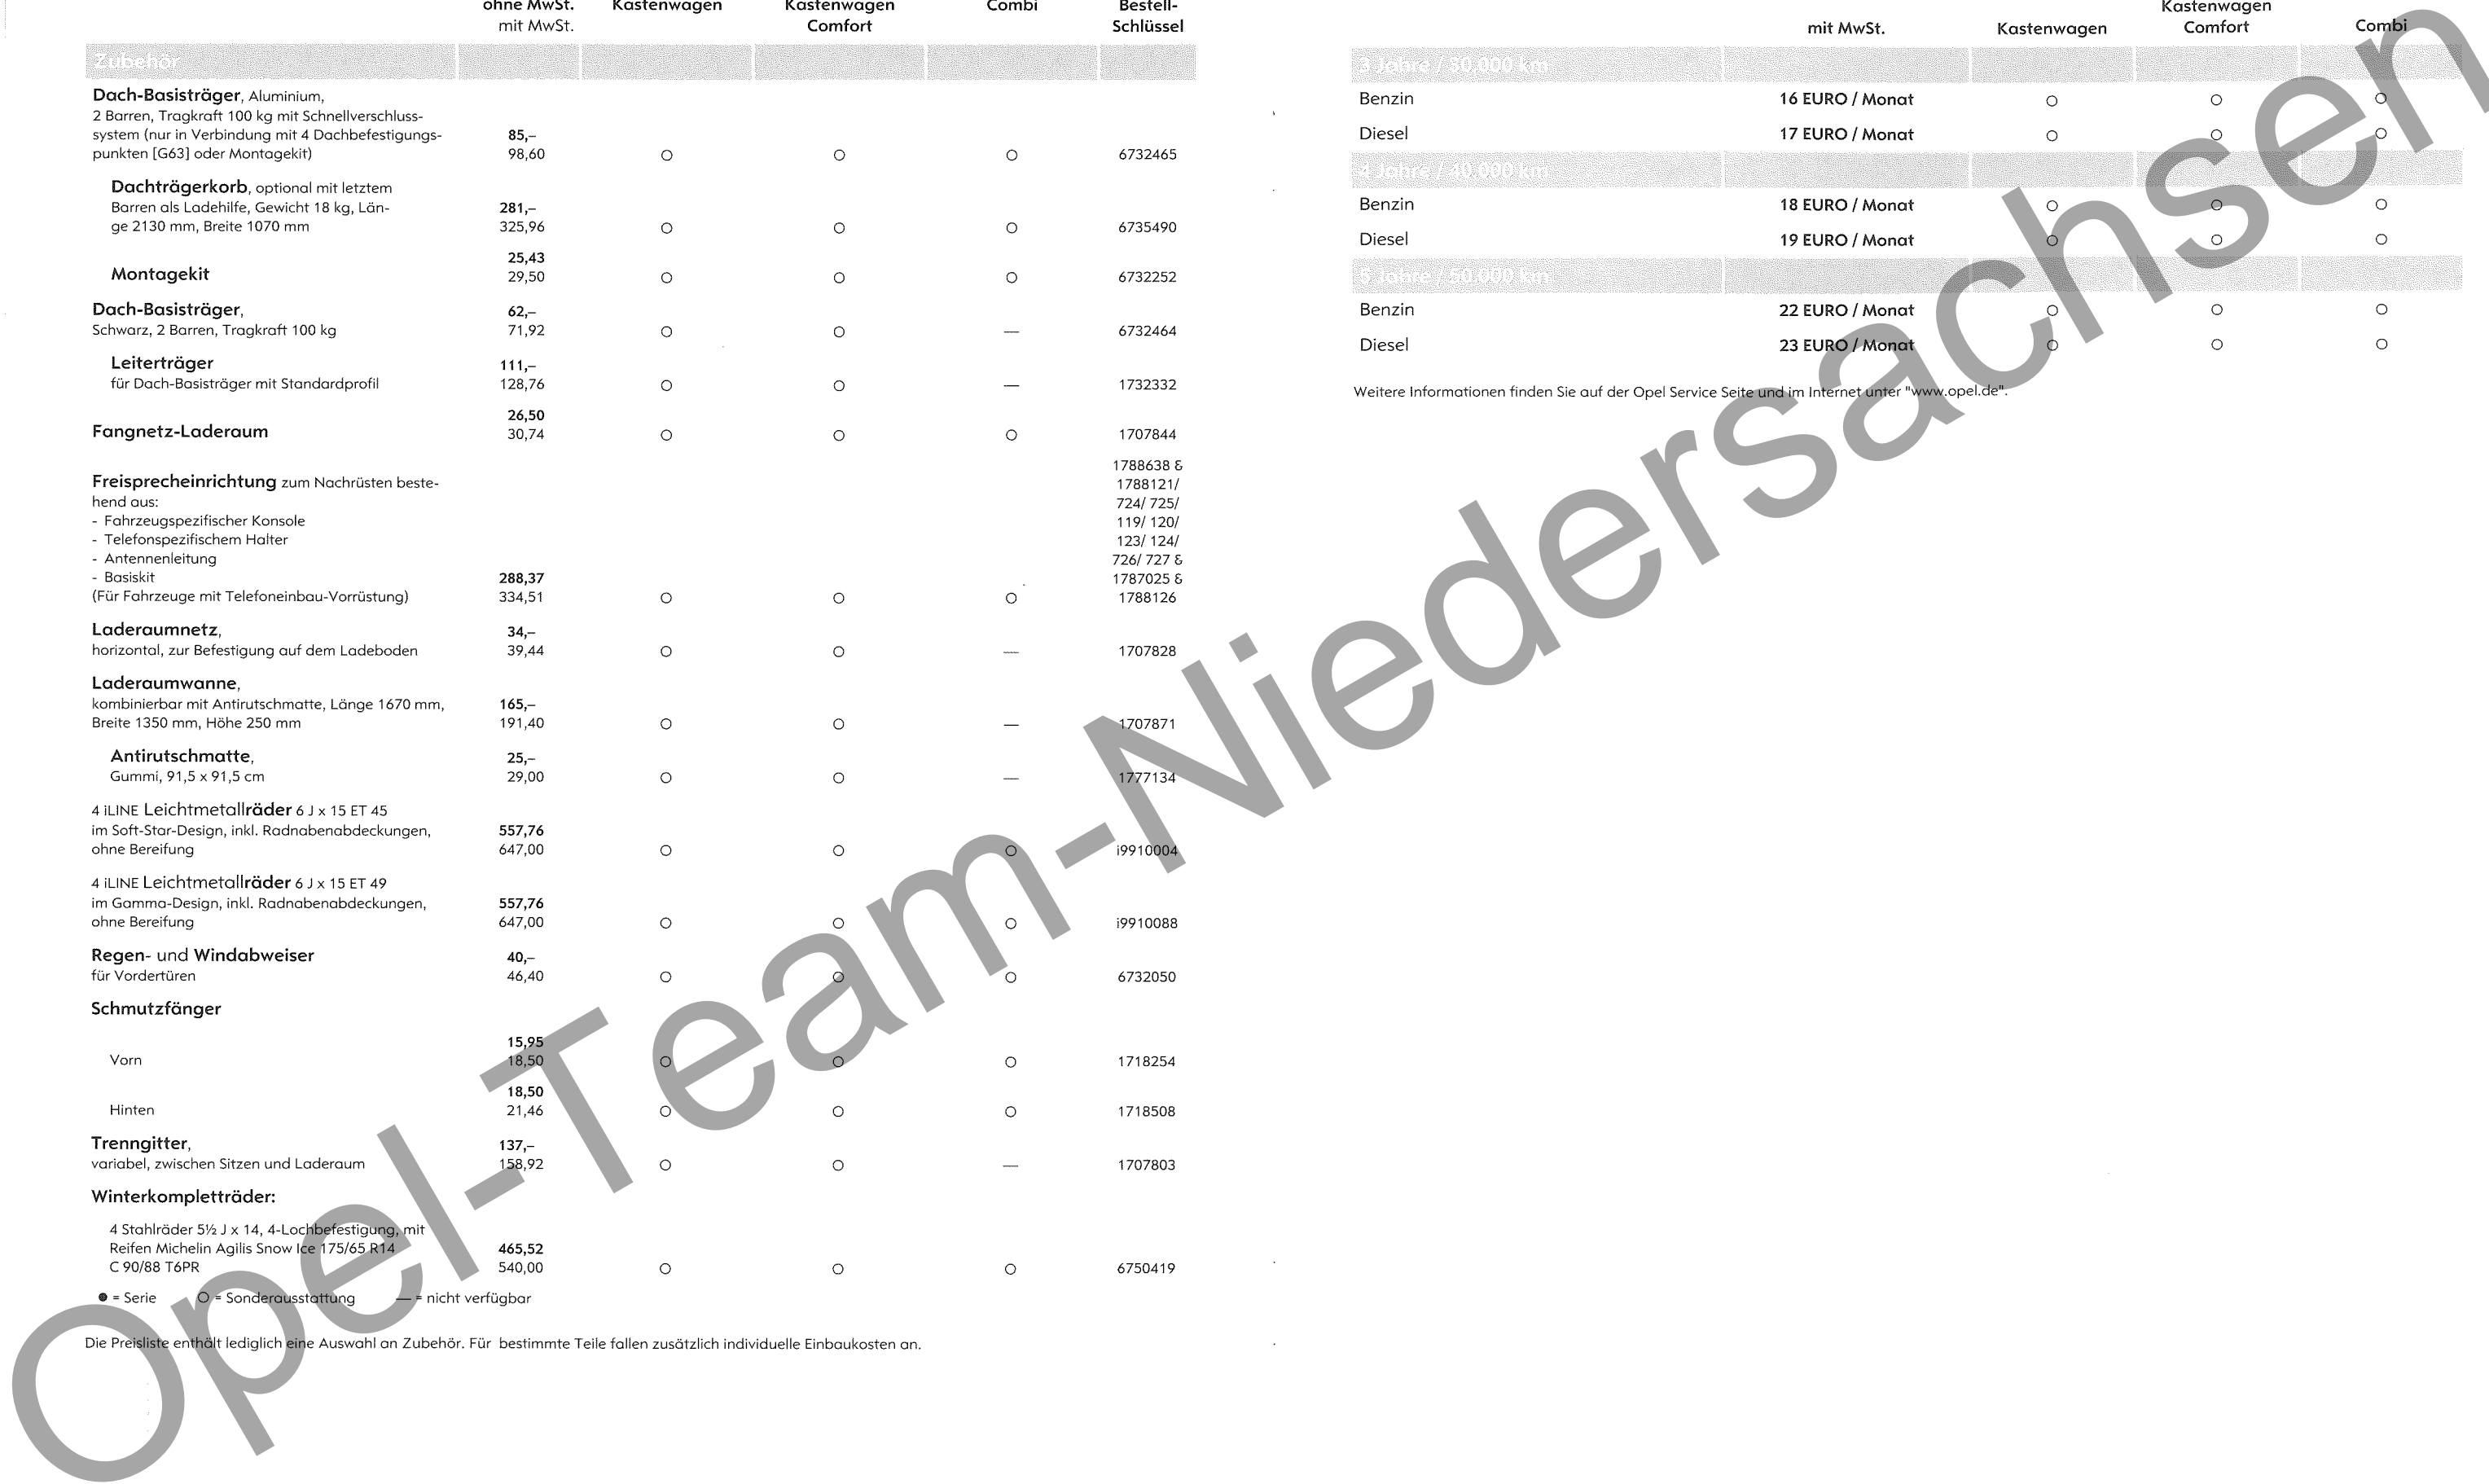 ohne MwSt. Kastenwagen Kastenwagen Combi Bestell-
mit MwSt. Comfort Schlüssel
Zubehör
Dach-Basisträger, Aluminium,
2 Barren, Tragkraft 100 kg mit Schnellverschluss-
system (nur in Verbindung mit 4 Dachbefestigungs- 85,–
punkten [G63] oder Montagekit) 98,60 ○ ○ ○ 6732465
Dachträgerkorb, optional mit letztem
Barren als Ladehilfe, Gewicht 18 kg, Län- 281,–
ge 2130 mm, Breite 1070 mm 325,96 ○ ○ ○ 6735490
25,43
Montagekit 29,50 ○ ○ ○ 6732252
Dach-Basisträger, 62,–
Schwarz, 2 Barren, Tragkraft 100 kg 71,92 ○ ○ — 6732464
Leiterträger 111,–
für Dach-Basisträger mit Standardprofil 128,76 ○ ○ — 1732332
26,50
Fangnetz-Laderaum 30,74 ○ ○ ○ 1707844
1788638 &
Freisprecheinrichtung zum Nachrüsten beste- 1788121/
hend aus: 724/ 725/
- Fahrzeugspezifischer Konsole 119/ 120/
- Telefonspezifischem Halter 123/ 124/
- Antennenleitung 726/ 727 &
- Basiskit 288,37 1787025 &
(Für Fahrzeuge mit Telefoneinbau-Vorrüstung) 334,51 ○ ○ ○ 1788126
Laderaumnetz, 34,–
horizontal, zur Befestigung auf dem Ladeboden 39,44 ○ ○ — 1707828
Laderaumwanne,
kombinierbar mit Antirutschmatte, Länge 1670 mm, 165,–
Breite 1350 mm, Höhe 250 mm 191,40 ○ ○ — 1707871
Antirutschmatte, 25,–
Gummi, 91,5 x 91,5 cm 29,00 ○ ○ — 1777134
4 iLINE Leichtmetallräder 6 J x 15 ET 45
im Soft-Star-Design, inkl. Radnabenabdeckungen, 557,76
ohne Bereifung 647,00 ○ ○ ○ i9910004
4 iLINE Leichtmetallräder 6 J x 15 ET 49
im Gamma-Design, inkl. Radnabenabdeckungen, 557,76
ohne Bereifung 647,00 ○ ○ ○ i9910088
Regen- und Windabweiser 40,–
für Vordertüren 46,40 ○ ○ ○ 6732050
Schmutzfänger
15,95
Vorn 18,50 ○ ○ ○ 1718254
18,50
Hinten 21,46 ○ ○ ○ 1718508
Trenngitter, 137,–
variabel, zwischen Sitzen und Laderaum 158,92 ○ ○ — 1707803
Winterkompletträder:
4 Stahlräder 5½ J x 14, 4-Lochbefestigung, mit
Reifen Michelin Agilis Snow Ice 175/65 R14 465,52
C 90/88 T6PR 540,00 ○ ○ ○ 6750419
● = Serie ○ = Sonderausstattung — = nicht verfügbar
Die Preisliste enthält lediglich eine Auswahl an Zubehör. Für bestimmte Teile fallen zusätzlich individuelle Einbaukosten an.
Kastenwagen
mit MwSt. Kastenwagen Comfort Combi
3 Jahre / 30.000 km
Benzin 16 EURO / Monat ○ ○ ○
Diesel 17 EURO / Monat ○ ○ ○
4 Jahre / 40.000 km
Benzin 18 EURO / Monat ○ ○ ○
Diesel 19 EURO / Monat ○ ○ ○
5 Jahre / 50.000 km
Benzin 22 EURO / Monat ○ ○ ○
Diesel 23 EURO / Monat ○ ○ ○
Weitere Informationen finden Sie auf der Opel Service Seite und im Internet unter "www.opel.de".
Opel-Team-Niedersachsen